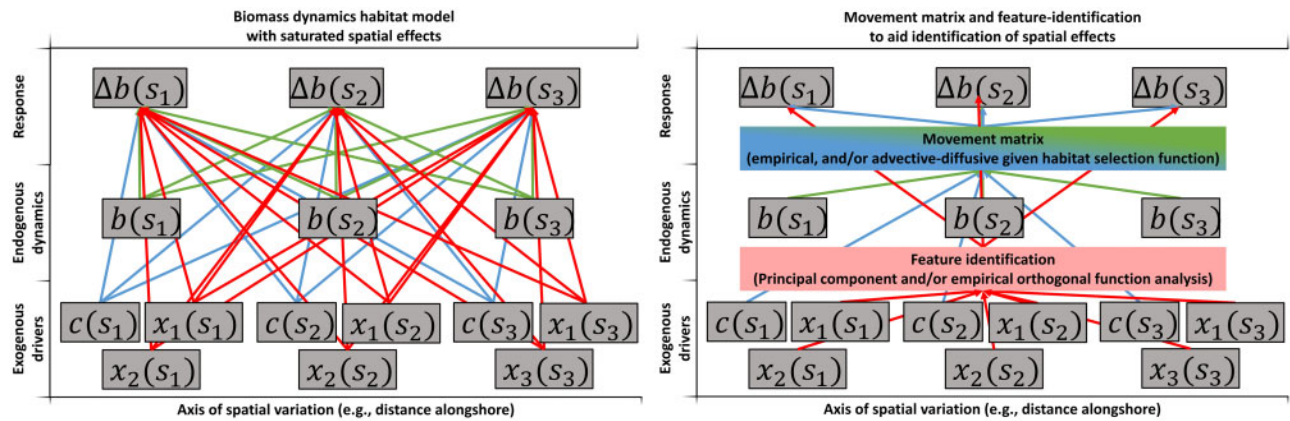 Biomass dynamics habitat model
with saturated spatial effects
Response
Δb(s₁)
Δb(s₂)
Δb(s₃)
Endogenous
dynamics
b(s₁)
b(s₂)
b(s₃)
Exogenous
drivers
c(s₁)
x₁(s₁)
c(s₂)
x₁(s₂)
c(s₃)
x₁(s₃)
x₂(s₁)
x₂(s₂)
x₃(s₃)
Axis of spatial variation (e.g., distance alongshore)
Movement matrix and feature-identification
to aid identification of spatial effects
Response
Δb(s₁)
Δb(s₂)
Δb(s₃)
Movement matrix
(empirical, and/or advective-diffusive given habitat selection function)
Endogenous
dynamics
b(s₁)
b(s₂)
b(s₃)
Feature identification
(Principal component and/or empirical orthogonal function analysis)
Exogenous
drivers
c(s₁)
x₁(s₁)
c(s₂)
x₁(s₂)
c(s₃)
x₁(s₃)
x₂(s₁)
x₂(s₂)
x₃(s₃)
Axis of spatial variation (e.g., distance alongshore)